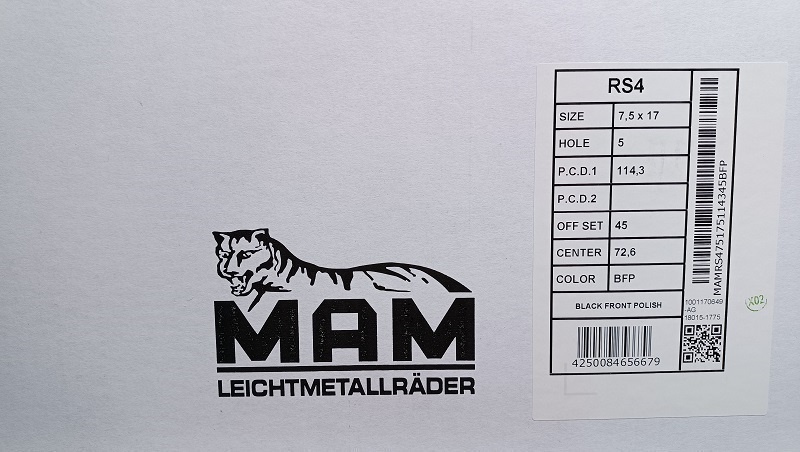 MAM
LEICHTMETALLRÄDER
RS4
SIZE 7,5 x 17
HOLE 5
P.C.D.1 114,3
P.C.D.2
OFF SET 45
CENTER 72,6
COLOR BFP
BLACK FRONT POLISH
4250084656679
MAMRS475175114345BFP
1001170649
-AG
18015-1775
X02